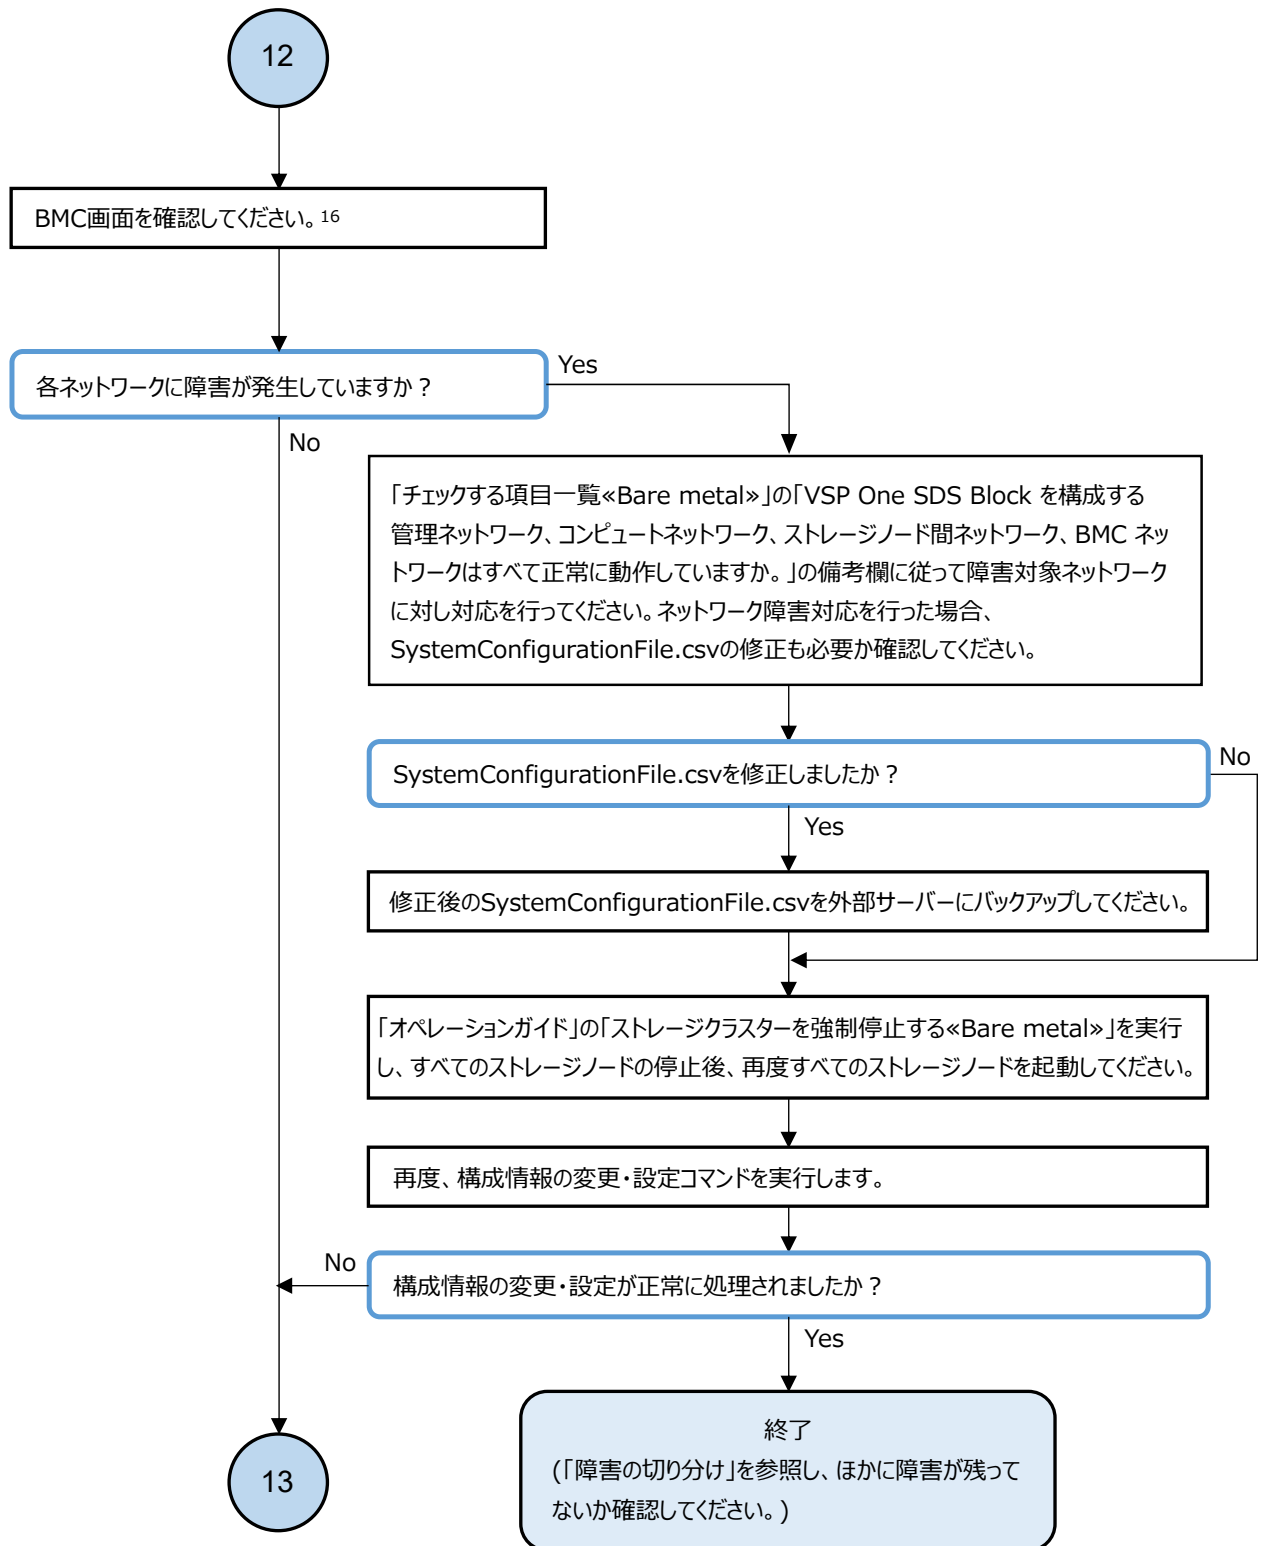 12
BMC画面を確認してください。16
各ネットワークに障害が発生していますか？
Yes
No
「チェックする項目一覧«Bare metal»」の「VSP One SDS Block を構成する
管理ネットワーク、コンピュートネットワーク、ストレージノード間ネットワーク、BMC ネッ
トワークはすべて正常に動作していますか。」の備考欄に従って障害対象ネットワーク
に対し対応を行ってください。ネットワーク障害対応を行った場合、
SystemConfigurationFile.csvの修正も必要か確認してください。
SystemConfigurationFile.csvを修正しましたか？
No
Yes
修正後のSystemConfigurationFile.csvを外部サーバーにバックアップしてください。
「オペレーションガイド」の「ストレージクラスターを強制停止する«Bare metal»」を実行
し、すべてのストレージノードの停止後、再度すべてのストレージノードを起動してください。
再度、構成情報の変更・設定コマンドを実行します。
No
構成情報の変更・設定が正常に処理されましたか？
Yes
終了
(「障害の切り分け」を参照し、ほかに障害が残って
ないか確認してください。)
13